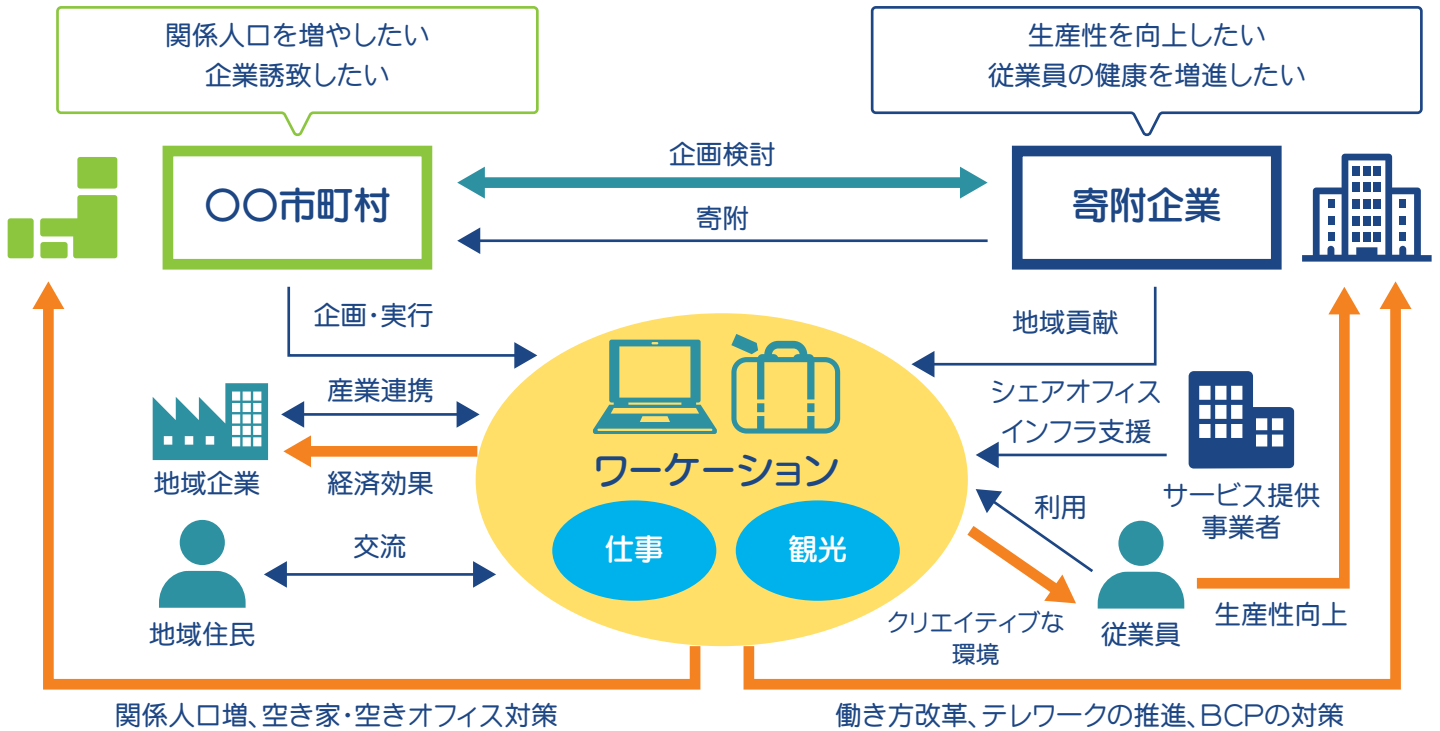 関係人口を増やしたい
企業誘致したい
生産性を向上したい
従業員の健康を増進したい
〇〇市町村
企画検討
寄附
寄附企業
企画・実行
地域貢献
産業連携
経済効果
地域企業
シェアオフィス
インフラ支援
サービス提供
事業者
ワーケーション
仕事
観光
利用
交流
地域住民
クリエイティブな
環境
従業員
生産性向上
関係人口増、空き家・空きオフィス対策
働き方改革、テレワークの推進、BCPの対策